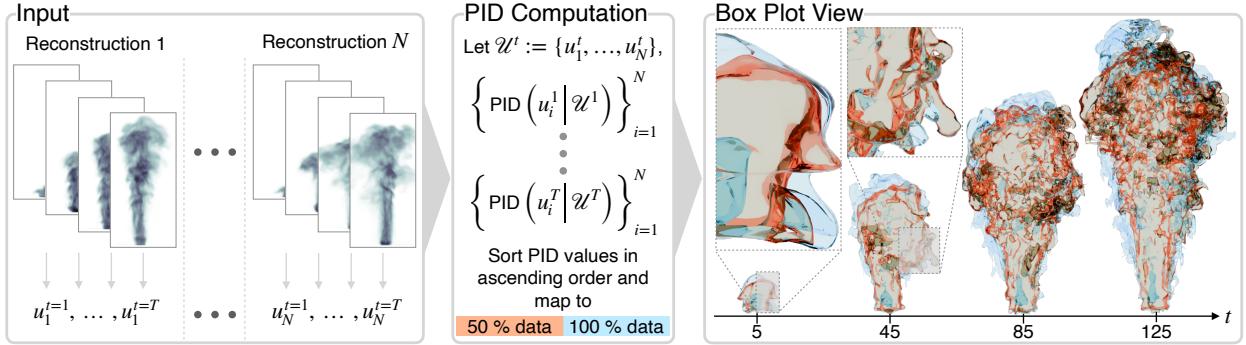 Input
Reconstruction 1
Reconstruction N
u_1^{t=1}, … , u_1^{t=T}
u_N^{t=1}, … , u_N^{t=T}
PID Computation
Let 𝒰^t := {u_1^t, …, u_N^t},
{PID (u_i^1 | 𝒰^1)}_{i=1}^N
{PID (u_i^T | 𝒰^T)}_{i=1}^N
Sort PID values in
ascending order and
map to
50 % data 100 % data
Box Plot View
5 45 85 125 t